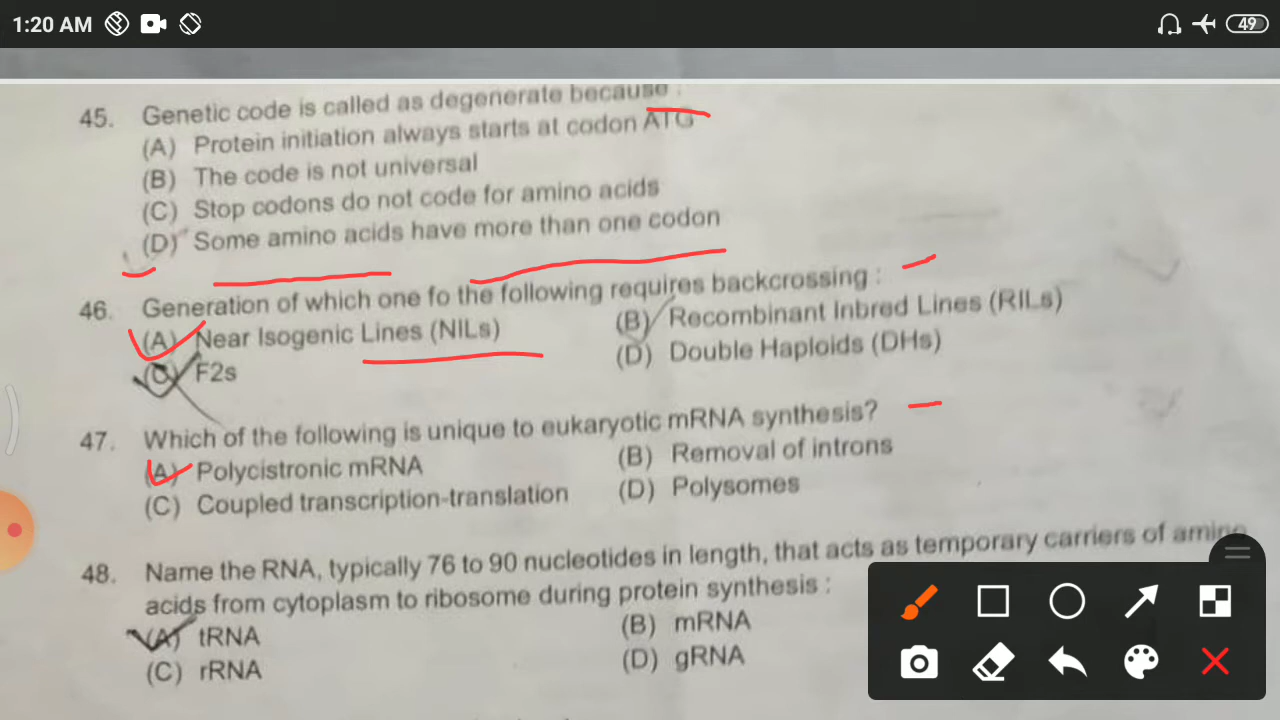 1:20 AM 49
45. Genetic code is called as degenerate because :
(A) Protein initiation always starts at codon ATG
(B) The code is not universal
(C) Stop codons do not code for amino acids
(D) Some amino acids have more than one codon
46. Generation of which one fo the following requires backcrossing :
(A) Near Isogenic Lines (NILs) (B) Recombinant Inbred Lines (RILs)
(C) F2s (D) Double Haploids (DHs)
47. Which of the following is unique to eukaryotic mRNA synthesis?
(A) Polycistronic mRNA (B) Removal of introns
(C) Coupled transcription-translation (D) Polysomes
48. Name the RNA, typically 76 to 90 nucleotides in length, that acts as temporary carriers of amino
acids from cytoplasm to ribosome during protein synthesis :
(A) tRNA (B) mRNA
(C) rRNA (D) gRNA